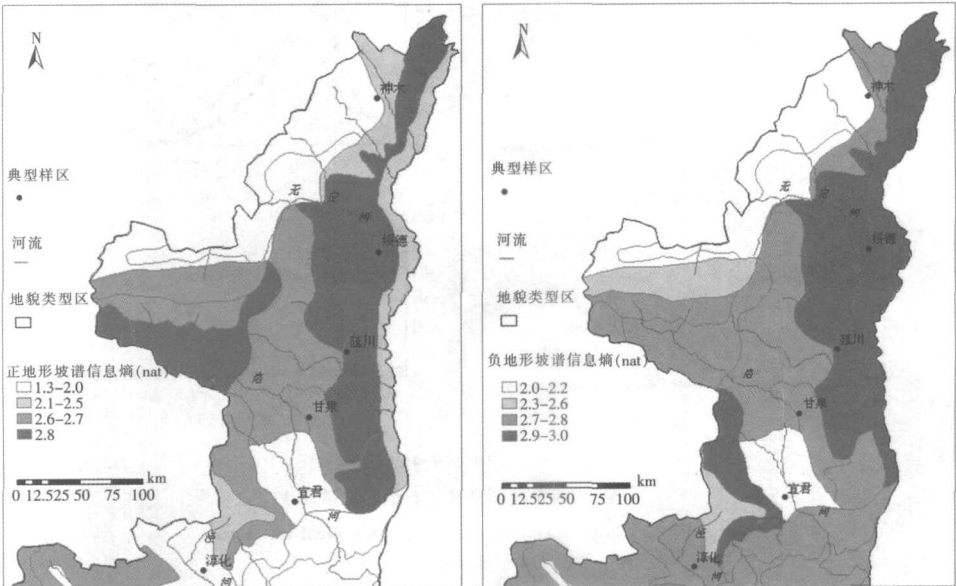 N
神木
典型样区
无
定
河
绥德
河流
地貌类型区
延川
正地形坡谱信息熵(nat)
洛
1.3-2.0
2.1-2.5
2.6-2.7
甘泉
2.8
km
0 12.525 50 75 100
宜君
河
淳化
河
N
神木
典型样区
无
定
河
绥德
河流
地貌类型区
延川
负地形坡谱信息熵(nat)
洛
2.0-2.2
2.3-2.6
2.7-2.8
甘泉
2.9-3.0
km
0 12.525 50 75 100
宜君
河
淳化
河